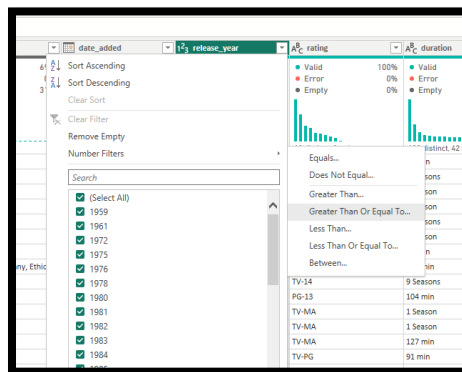 date_added
1²3 release_year
ABC rating
ABC duration
Valid 100%
Error 0%
Empty 0%
Valid
Error
Empty
Sort Ascending
Sort Descending
Clear Sort
Clear Filter
Remove Empty
Number Filters
Search
(Select All)
1959
1961
1972
1975
1976
1978
1980
1981
1982
1983
1984
Equals...
Does Not Equal...
Greater Than...
Greater Than Or Equal To...
Less Than...
Less Than Or Equal To...
Between...
TV-14 9 Seasons
PG-13 104 min
TV-MA 1 Season
TV-MA 1 Season
TV-MA 127 min
TV-PG 91 min